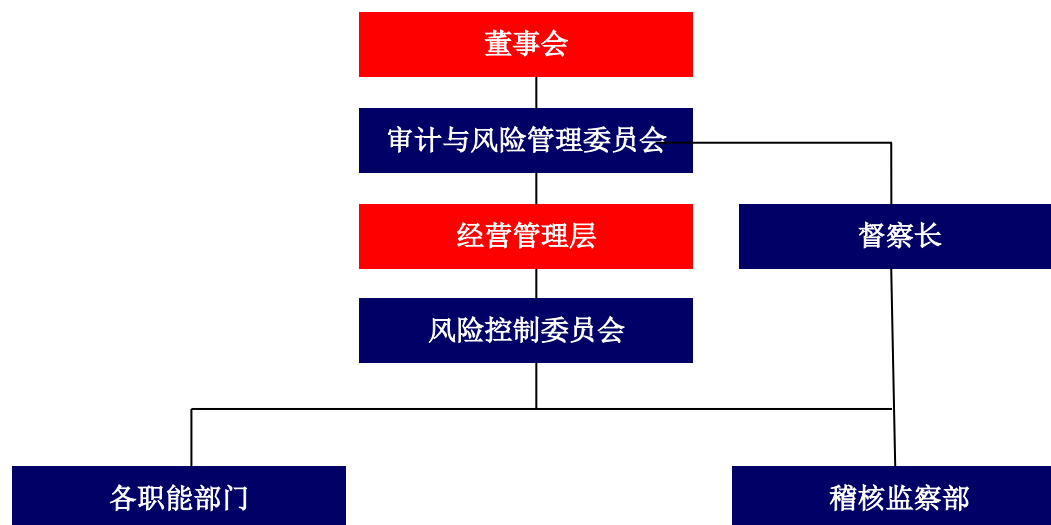 董事会
审计与风险管理委员会
经营管理层
督察长
风险控制委员会
各职能部门
稽核监察部